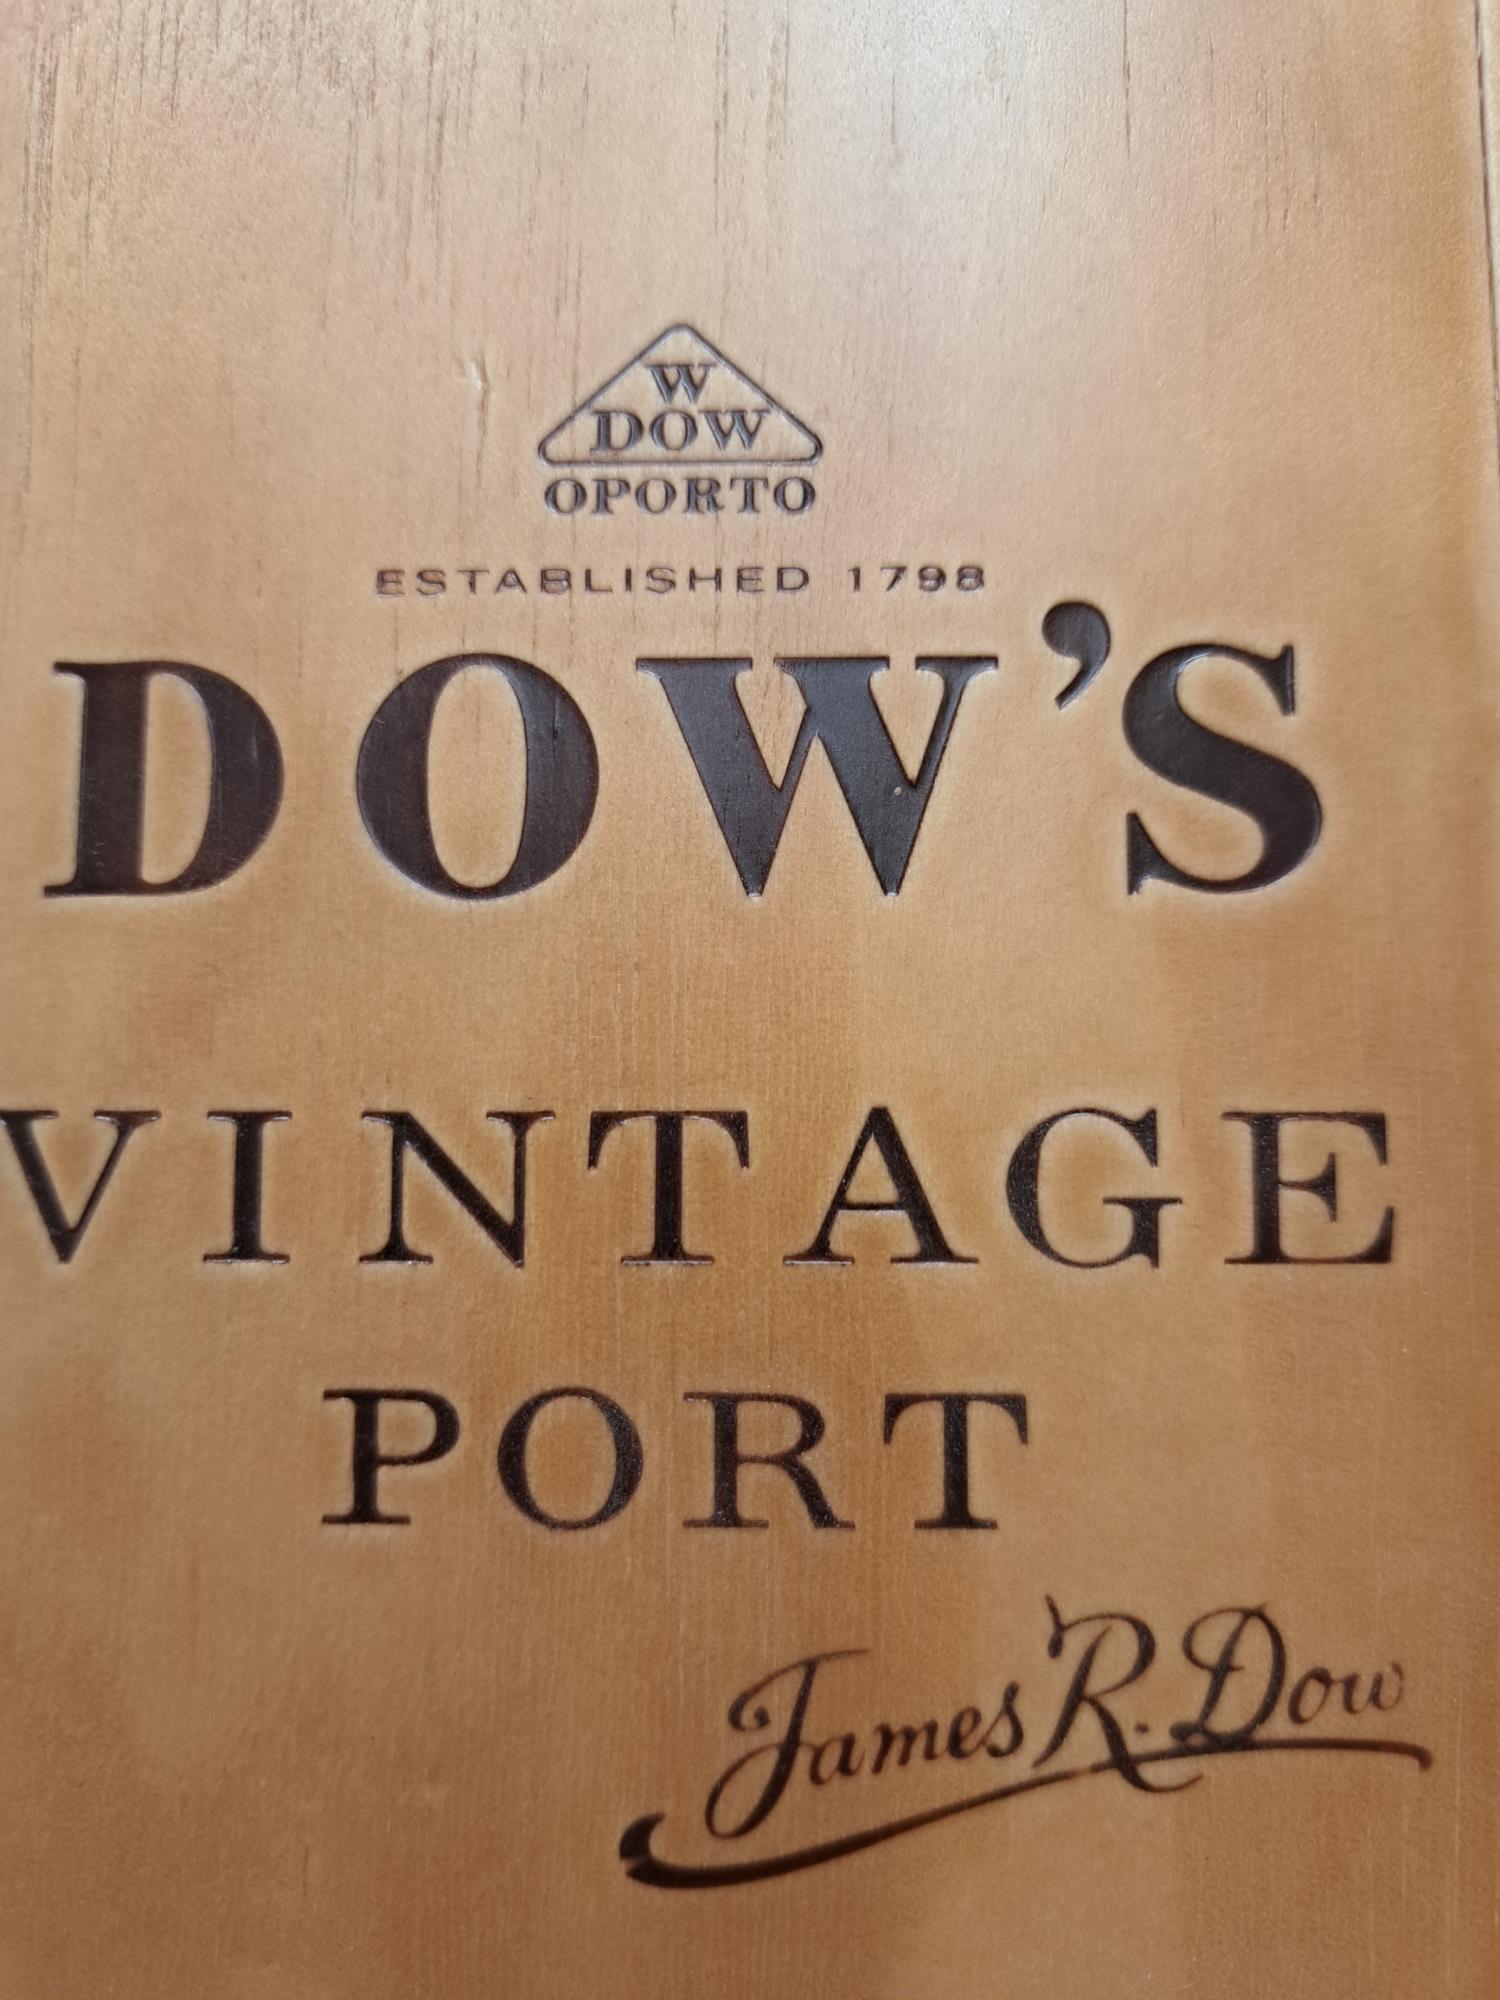 W
DOW
OPORTO
ESTABLISHED 1798
DOW'S
VINTAGE
PORT
James R. Dow